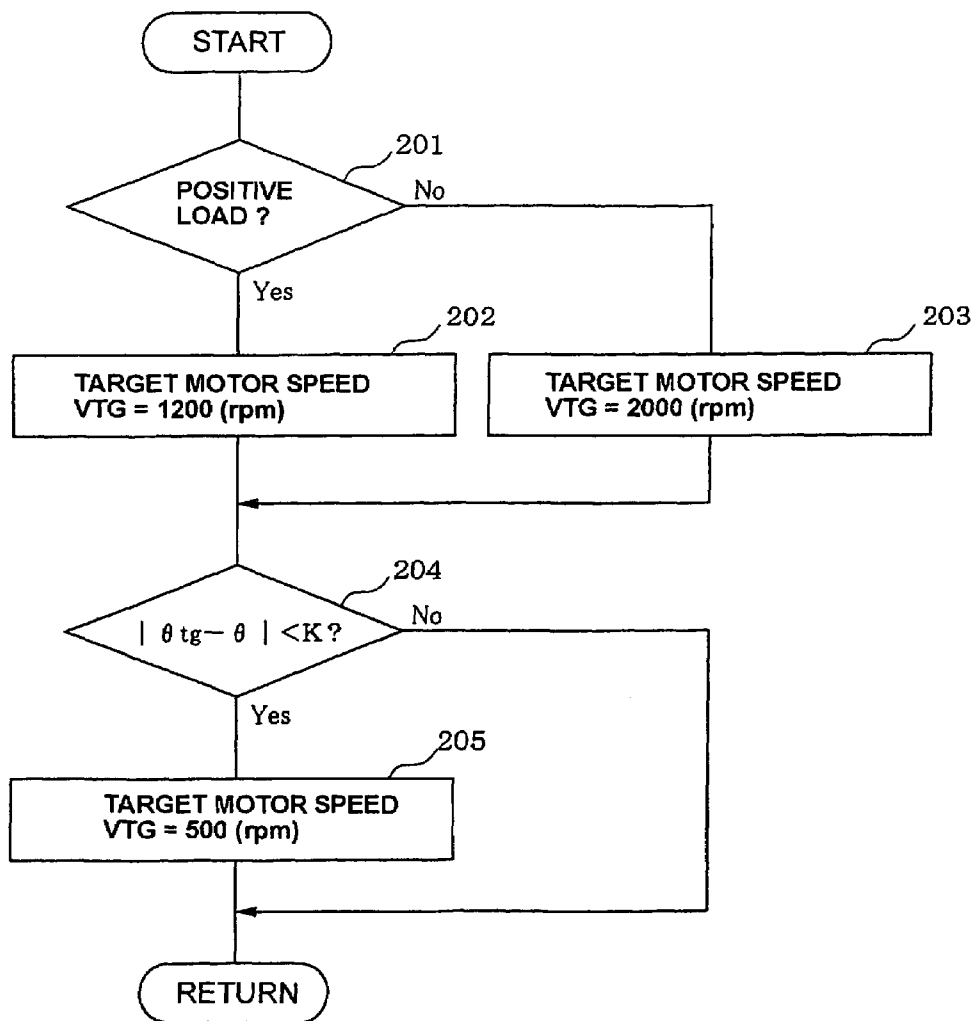 START
201
POSITIVE
LOAD ?
No
Yes
202
203
TARGET MOTOR SPEED
VTG = 1200 (rpm)
TARGET MOTOR SPEED
VTG = 2000 (rpm)
204
| θ tg− θ | <K?
No
Yes
205
TARGET MOTOR SPEED
VTG = 500 (rpm)
RETURN